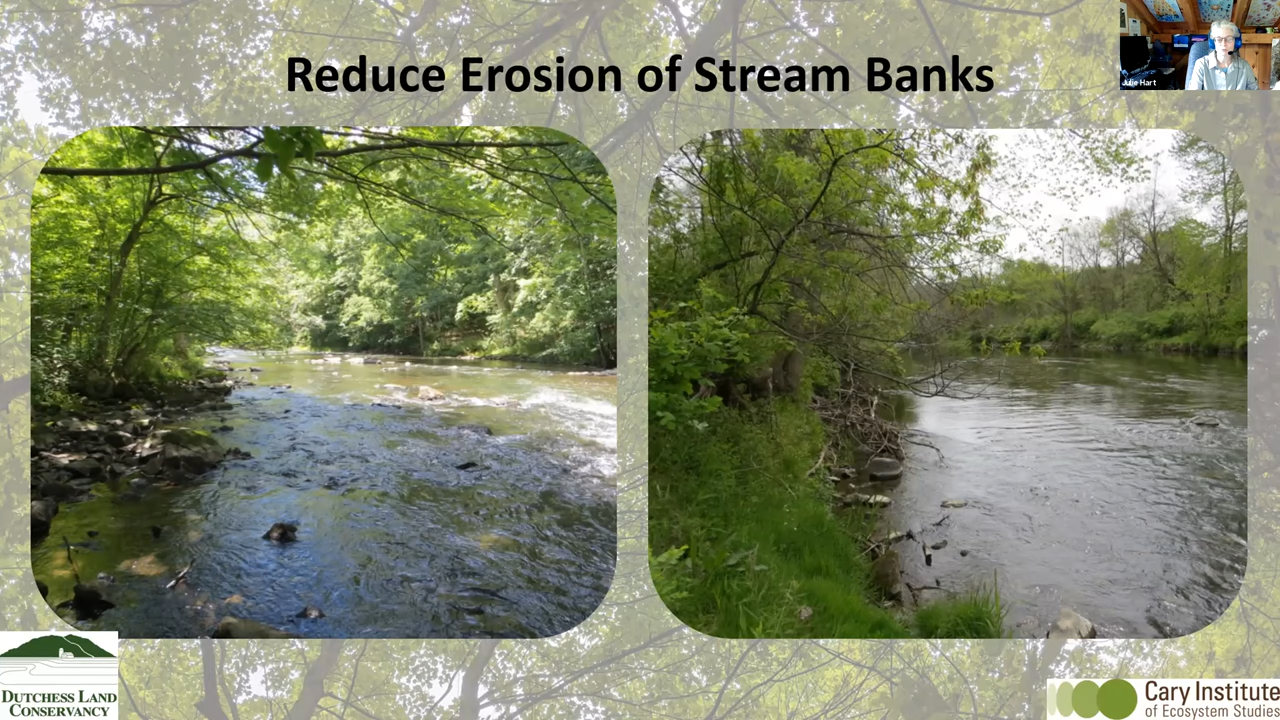 Reduce Erosion of Stream Banks
Julie Hart
DUTCHESS LAND
CONSERVANCY
Cary Institute
of Ecosystem Studies